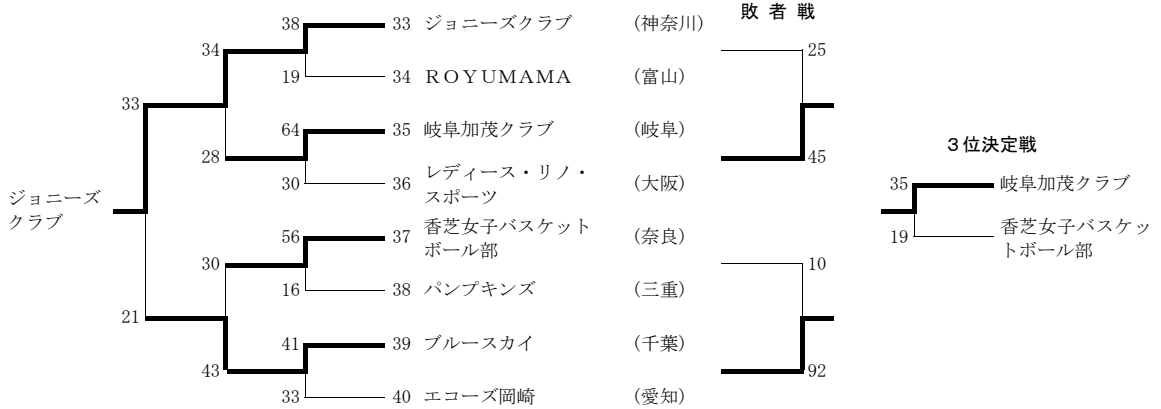 敗 者 戦
38 33 ジョニーズクラブ (神奈川) 25
34
19 34 ＲＯＹＵＭＡＭＡ (富山)
33
64 35 岐阜加茂クラブ (岐阜) 45
28
30 36 レディース・リノ・
スポーツ (大阪)
ジョニーズ
クラブ
56 37 香芝女子バスケット
ボール部 (奈良) 10
30
16 38 パンプキンズ (三重)
21
41 39 ブルースカイ (千葉) 92
43
33 40 エコーズ岡崎 (愛知)
３位決定戦
35 岐阜加茂クラブ
19 香芝女子バスケッ
トボール部